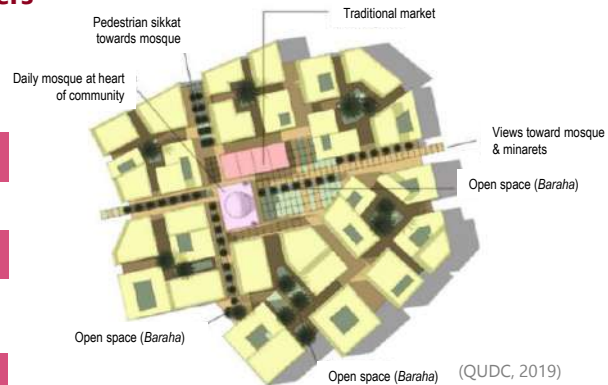 Traditional market
Pedestrian sikkat
towards mosque
Daily mosque at heart
of community
Views toward mosque
& minarets
Open space (Baraha)
Open space (Baraha)
Open space (Baraha)
(QUDC, 2019)